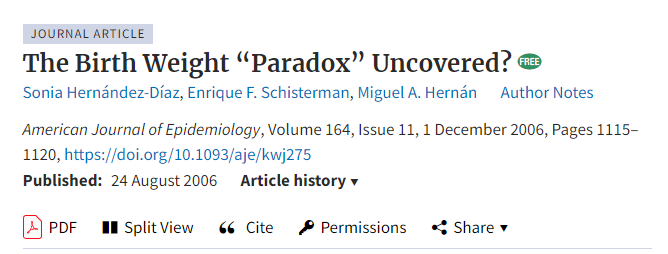 JOURNAL ARTICLE
The Birth Weight “Paradox” Uncovered? FREE
Sonia Hernández-Díaz, Enrique F. Schisterman, Miguel A. Hernán Author Notes
American Journal of Epidemiology, Volume 164, Issue 11, 1 December 2006, Pages 1115–
1120, https://doi.org/10.1093/aje/kwj275
Published: 24 August 2006 Article history ▾
PDF Split View Cite Permissions Share ▾